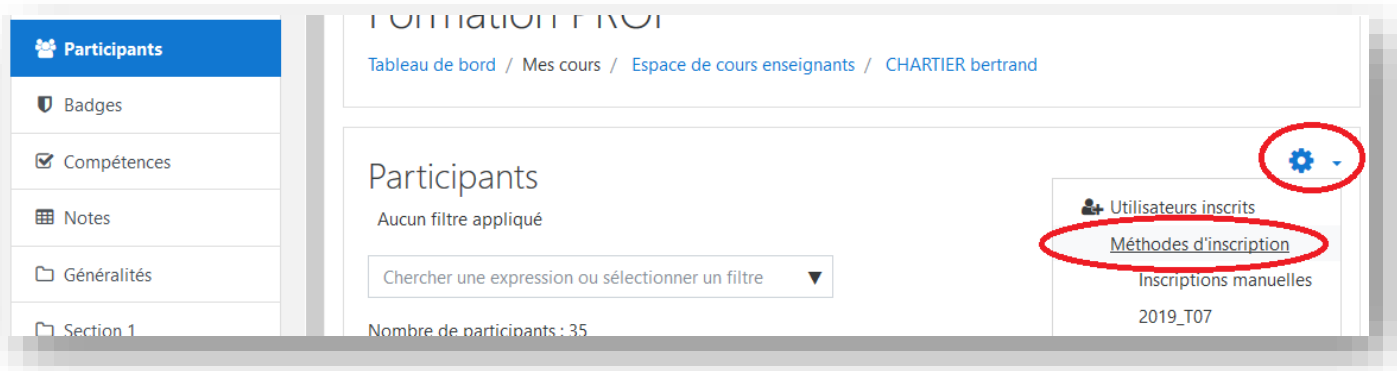 Formation PROF
Participants
Badges
Compétences
Notes
Généralités
Section 1
Tableau de bord / Mes cours / Espace de cours enseignants / CHARTIER bertrand
Participants
Aucun filtre appliqué
Chercher une expression ou sélectionner un filtre
Nombre de participants : 35
Utilisateurs inscrits
Méthodes d'inscription
Inscriptions manuelles
2019_T07